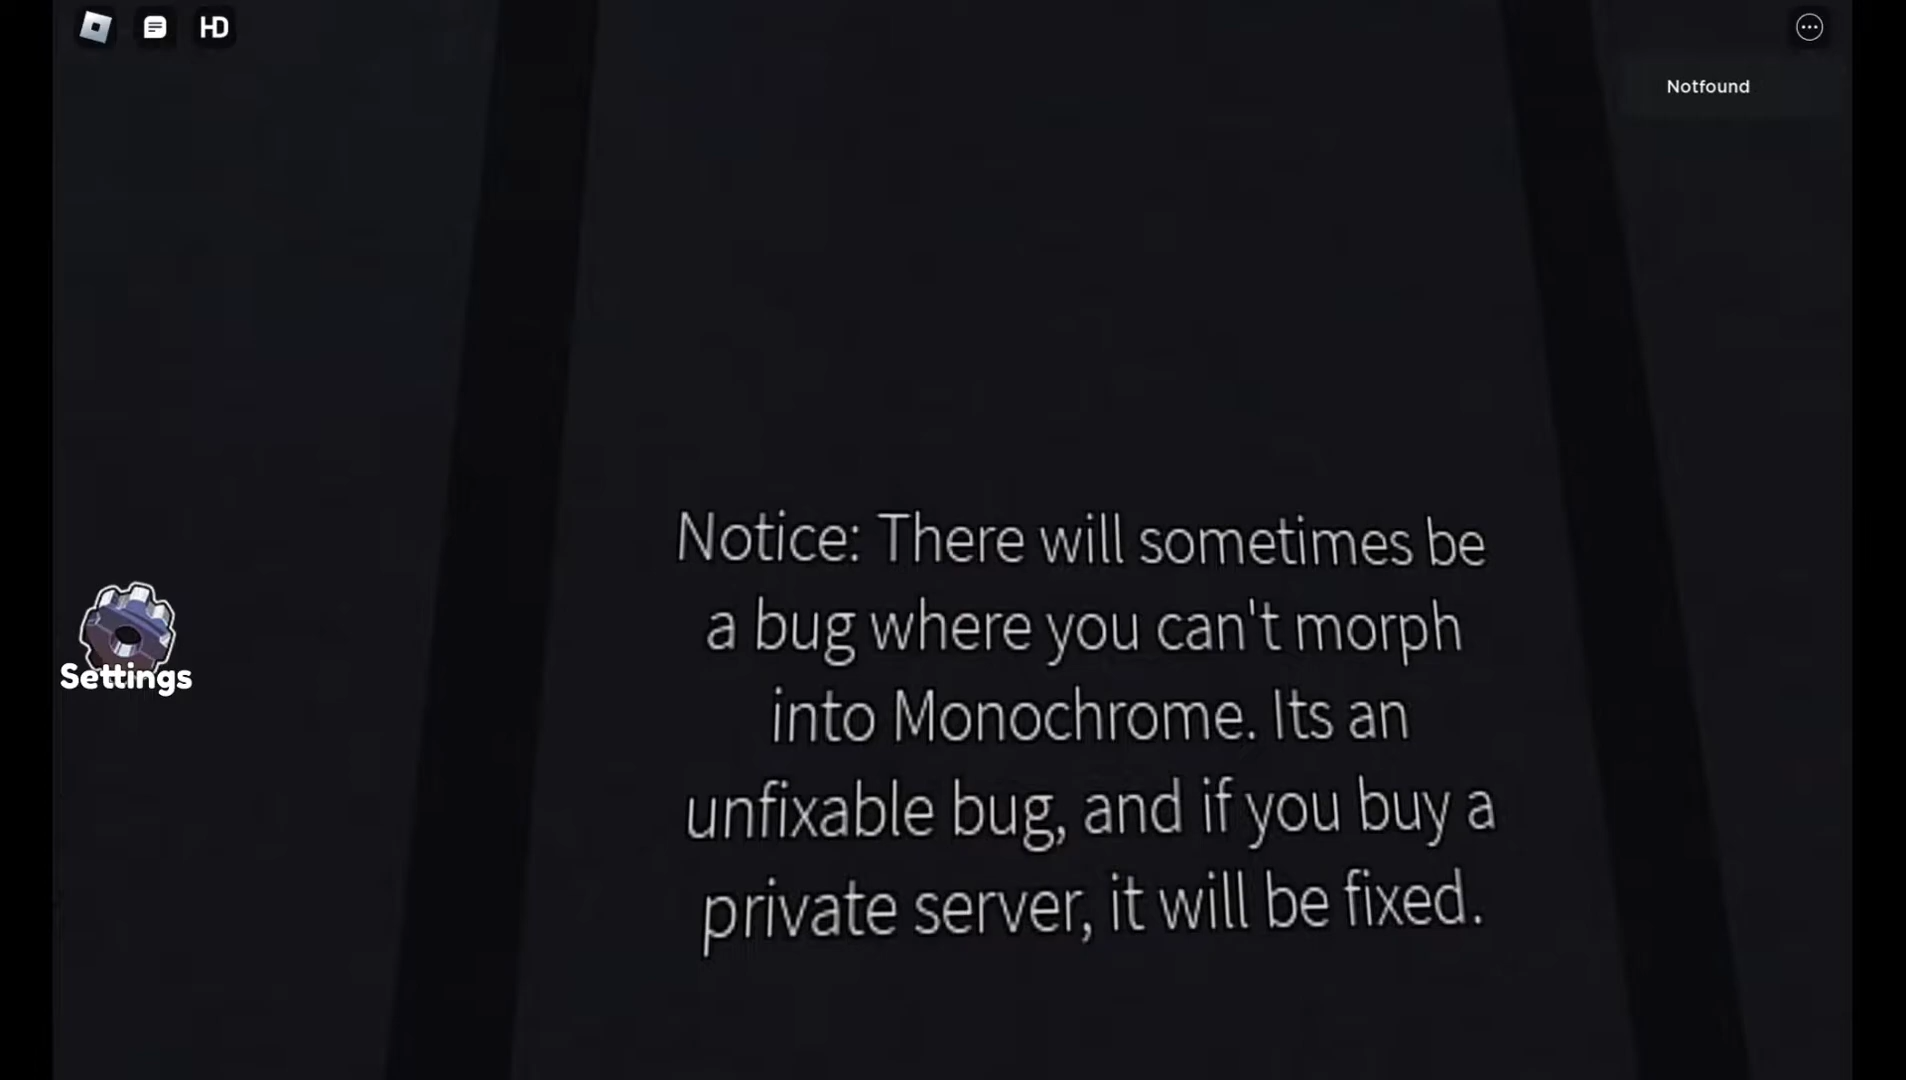 HD
Notfound
Notice: There will sometimes be
a bug where you can't morph
into Monochrome. Its an
unfixable bug, and if you buy a
private server, it will be fixed.
Settings